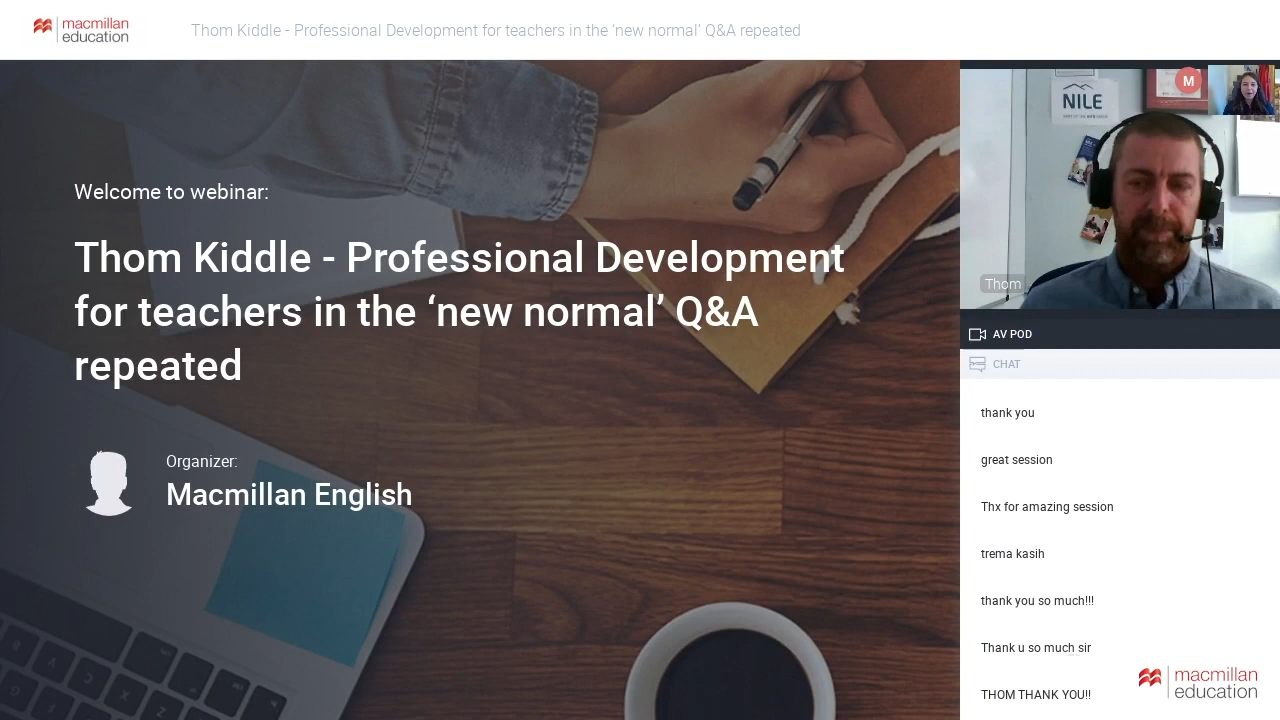 macmillan
education
Thom Kiddle - Professional Development for teachers in the ‘new normal’ Q&A repeated
Welcome to webinar:
Thom Kiddle - Professional Development
for teachers in the ‘new normal’ Q&A
repeated
Organizer:
Macmillan English
M
NILE
Thom
AV POD
CHAT
thank you
great session
Thx for amazing session
trema kasih
thank you so much!!!
Thank u so much sir
THOM THANK YOU!!
macmillan
education